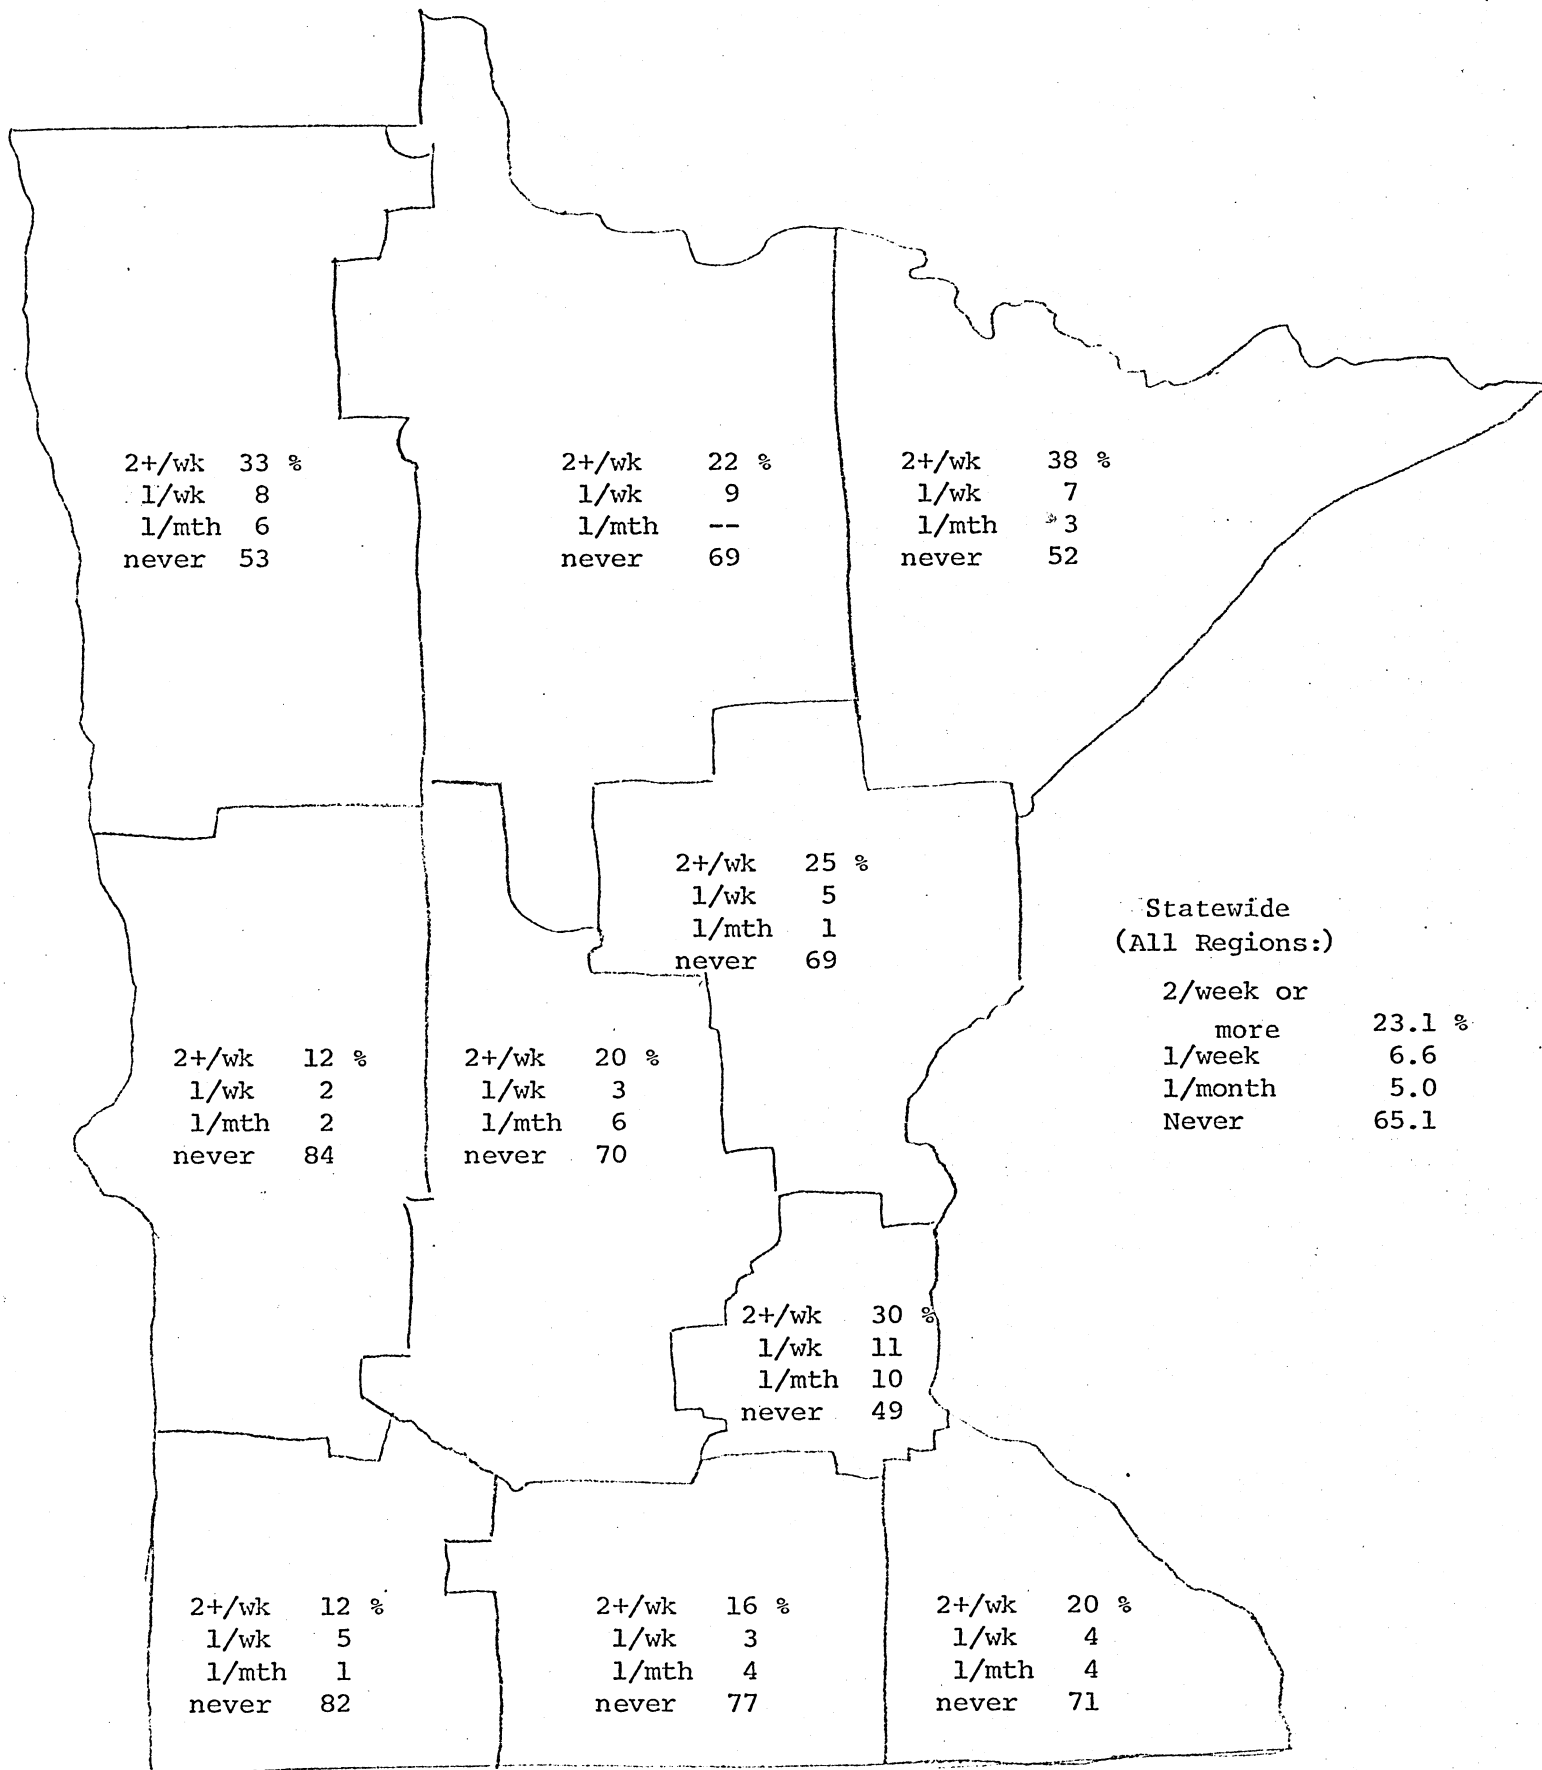 2+/wk 33 %
1/wk 8
1/mth 6
never 53
2+/wk 22 %
1/wk 9
1/mth --
never 69
2+/wk 38 %
1/wk 7
1/mth 3
never 52
2+/wk 25 %
1/wk 5
1/mth 1
never 69
Statewide
(All Regions:)
2/week or
more 23.1 %
1/week 6.6
1/month 5.0
Never 65.1
2+/wk 12 %
1/wk 2
1/mth 2
never 84
2+/wk 20 %
1/wk 3
1/mth 6
never 70
2+/wk 30 %
1/wk 11
1/mth 10
never 49
2+/wk 12 %
1/wk 5
1/mth 1
never 82
2+/wk 16 %
1/wk 3
1/mth 4
never 77
2+/wk 20 %
1/wk 4
1/mth 4
never 71